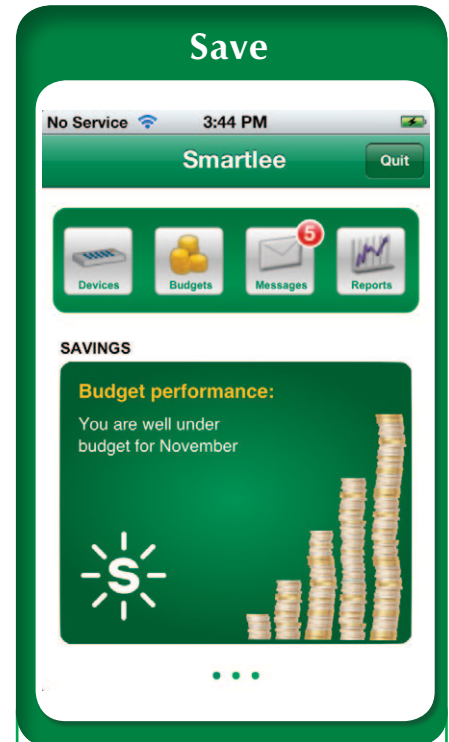 Save
No Service 3:44 PM
Smartlee
Quit
5
Devices Budgets Messages Reports
SAVINGS
Budget performance:
You are well under
budget for November
S